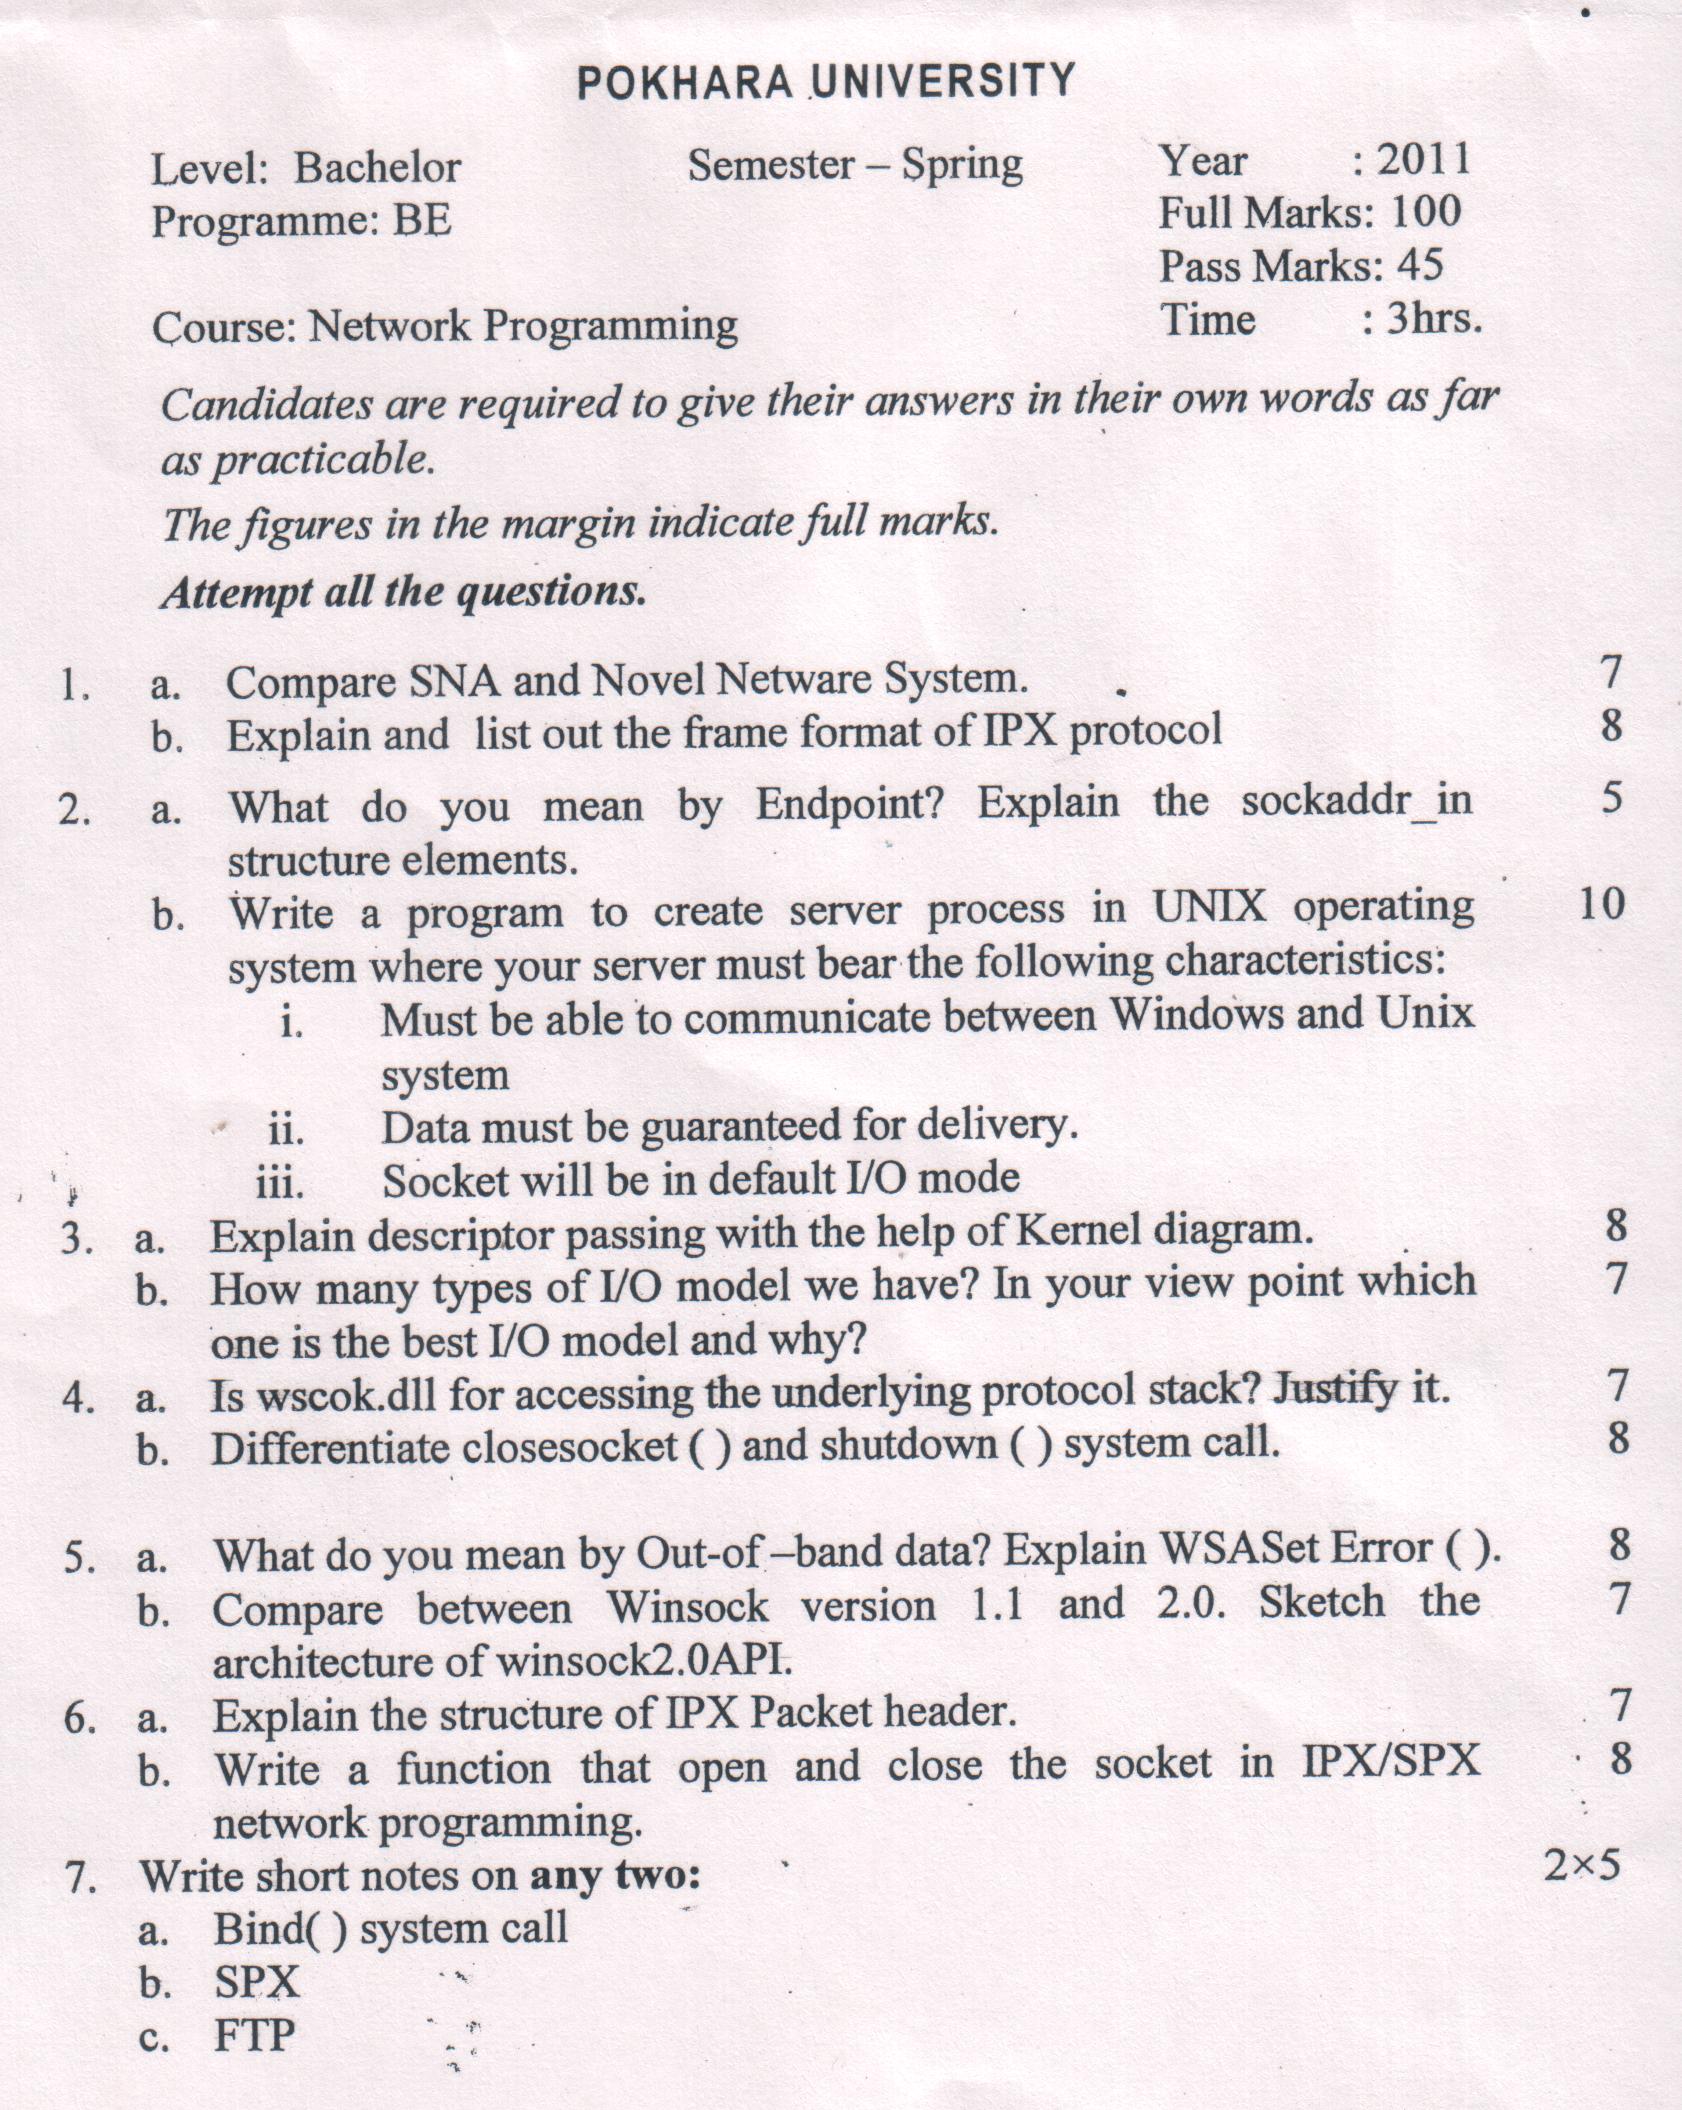 POKHARA UNIVERSITY
Level: Bachelor Semester – Spring Year : 2011
Programme: BE Full Marks: 100
Pass Marks: 45
Course: Network Programming Time : 3hrs.
Candidates are required to give their answers in their own words as far
as practicable.
The figures in the margin indicate full marks.
Attempt all the questions.
1. a. Compare SNA and Novel Netware System. 7
b. Explain and list out the frame format of IPX protocol 8
2. a. What do you mean by Endpoint? Explain the sockaddr_in 5
structure elements.
b. Write a program to create server process in UNIX operating 10
system where your server must bear the following characteristics:
i. Must be able to communicate between Windows and Unix
system
ii. Data must be guaranteed for delivery.
iii. Socket will be in default I/O mode
3. a. Explain descriptor passing with the help of Kernel diagram. 8
b. How many types of I/O model we have? In your view point which 7
one is the best I/O model and why?
4. a. Is wscok.dll for accessing the underlying protocol stack? Justify it. 7
b. Differentiate closesocket ( ) and shutdown ( ) system call. 8
5. a. What do you mean by Out-of –band data? Explain WSASet Error ( ). 8
b. Compare between Winsock version 1.1 and 2.0. Sketch the 7
architecture of winsock2.0API.
6. a. Explain the structure of IPX Packet header. 7
b. Write a function that open and close the socket in IPX/SPX 8
network programming.
7. Write short notes on any two: 2×5
a. Bind( ) system call
b. SPX
c. FTP